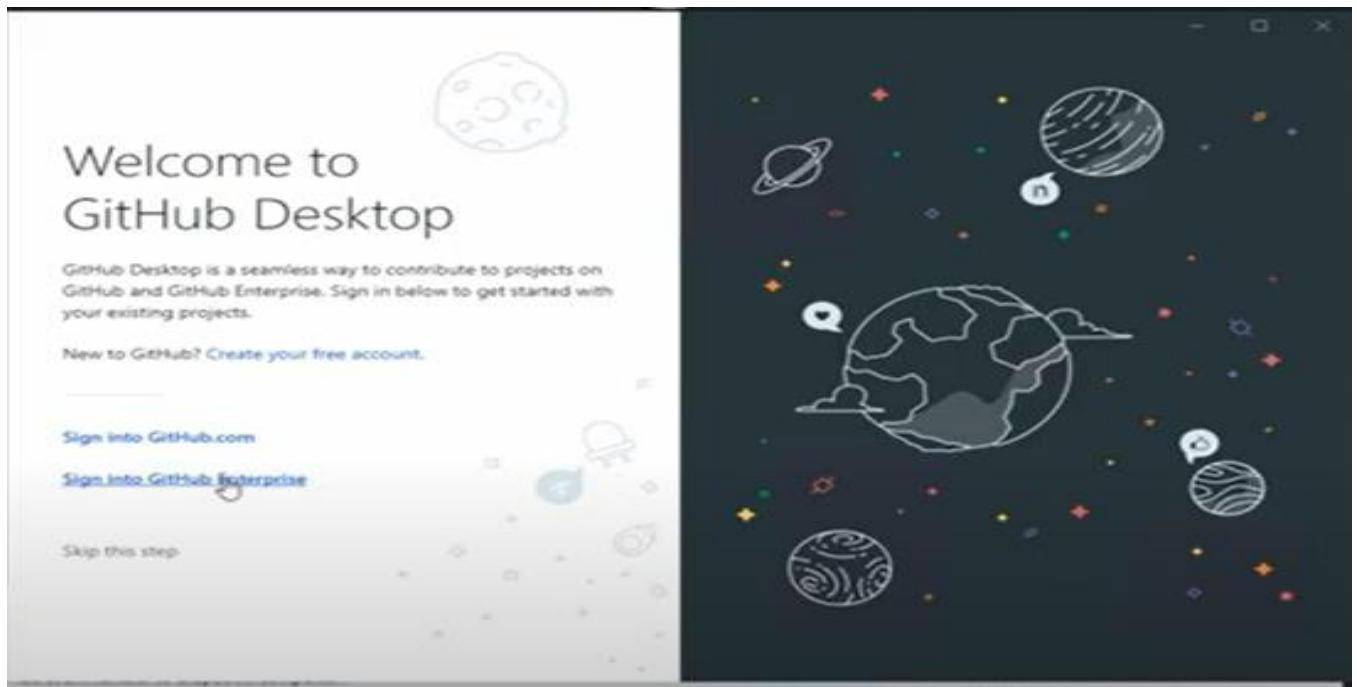 Welcome to
GitHub Desktop
GitHub Desktop is a seamless way to contribute to projects on
GitHub and GitHub Enterprise. Sign in below to get started with
your existing projects.
New to GitHub? Create your free account.
Sign into GitHub.com
Sign into GitHub Enterprise
Skip this step
n